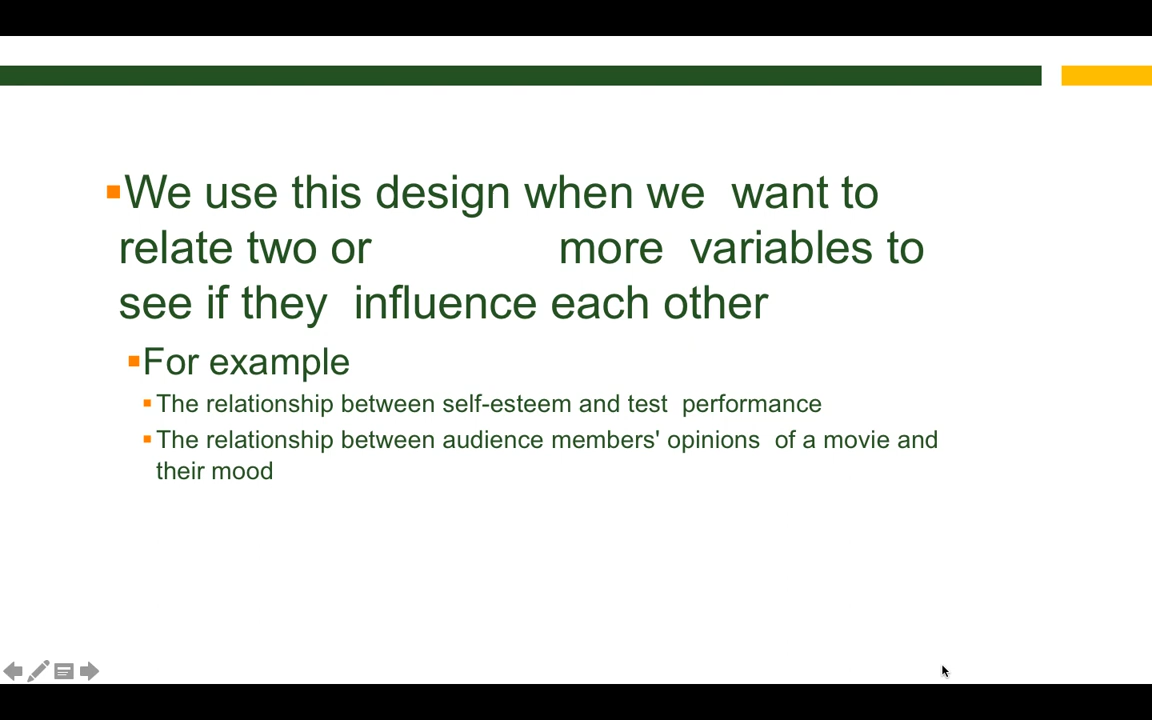 We use this design when we want to
relate two or more variables to
see if they influence each other
For example
The relationship between self-esteem and test performance
The relationship between audience members' opinions of a movie and
their mood